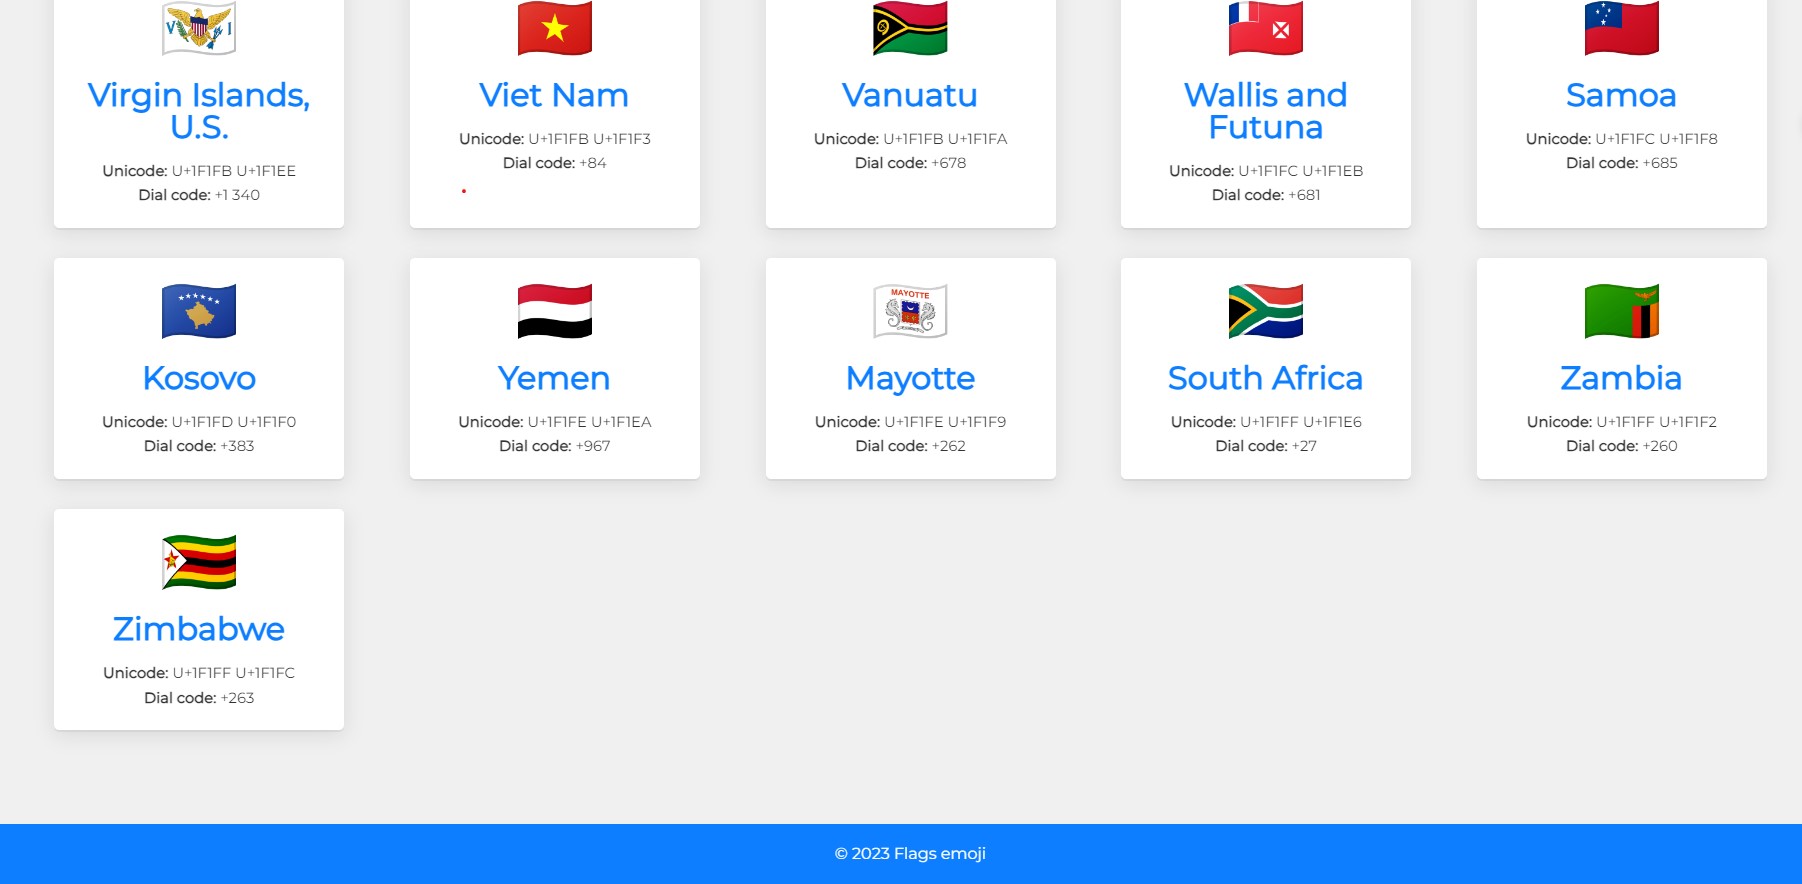 Virgin Islands,
U.S.
Unicode: U+1F1FB U+1F1EE
Dial code: +1 340
Viet Nam
Unicode: U+1F1FB U+1F1F3
Dial code: +84
Vanuatu
Unicode: U+1F1FB U+1F1FA
Dial code: +678
Wallis and
Futuna
Unicode: U+1F1FC U+1F1EB
Dial code: +681
Samoa
Unicode: U+1F1FC U+1F1F8
Dial code: +685
Kosovo
Unicode: U+1F1FD U+1F1F0
Dial code: +383
Yemen
Unicode: U+1F1FE U+1F1EA
Dial code: +967
MAYOTTE
Mayotte
Unicode: U+1F1FE U+1F1F9
Dial code: +262
South Africa
Unicode: U+1F1FF U+1F1E6
Dial code: +27
Zambia
Unicode: U+1F1FF U+1F1F2
Dial code: +260
Zimbabwe
Unicode: U+1F1FF U+1F1FC
Dial code: +263
© 2023 Flags emoji